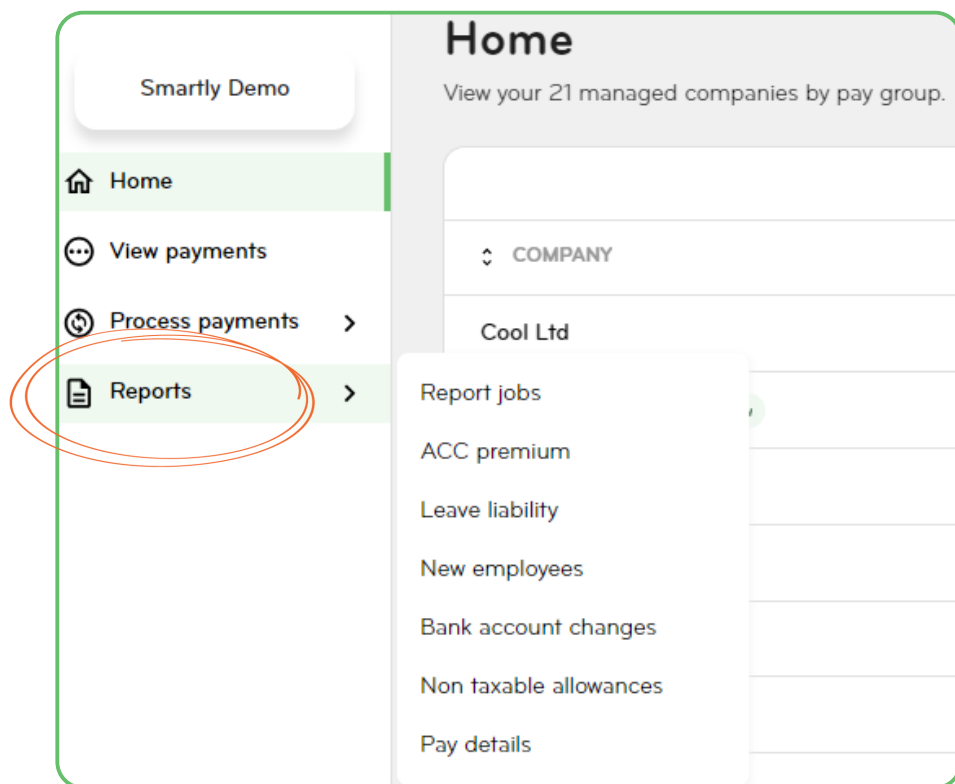 Smartly Demo
Home
View payments
Process payments
Reports
Home
View your 21 managed companies by pay group.
COMPANY
Cool Ltd
Report jobs
ACC premium
Leave liability
New employees
Bank account changes
Non taxable allowances
Pay details